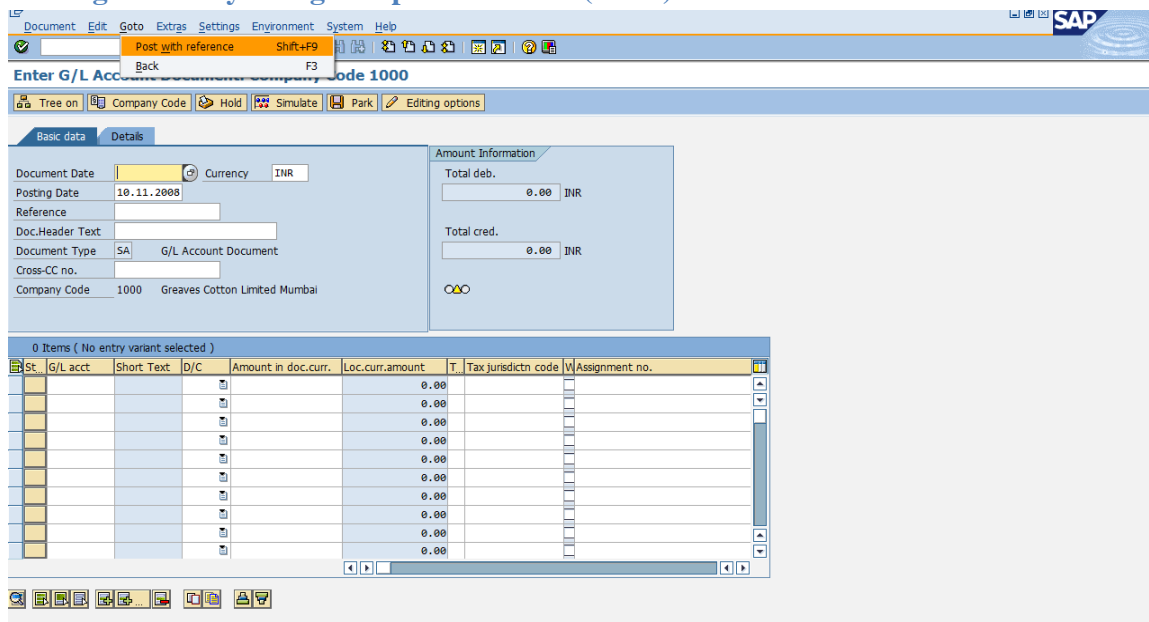 Document Edit Goto Extras Settings Environment System Help
SAP
Post with reference Shift+F9
Back F3
Enter G/L Account Document: Company Code 1000
Tree on Company Code Hold Simulate Park Editing options
Basic data Details
Amount Information
Document Date Currency INR
Total deb.
Posting Date 10.11.2008
0.00 INR
Reference
Doc.Header Text
Total cred.
Document Type SA G/L Account Document
0.00 INR
Cross-CC no.
Company Code 1000 Greaves Cotton Limited Mumbai
0 Items ( No entry variant selected )
St... G/L acct Short Text D/C Amount in doc.curr. Loc.curr.amount T... Tax jurisdictn code W Assignment no.
0.00
0.00
0.00
0.00
0.00
0.00
0.00
0.00
0.00
0.00